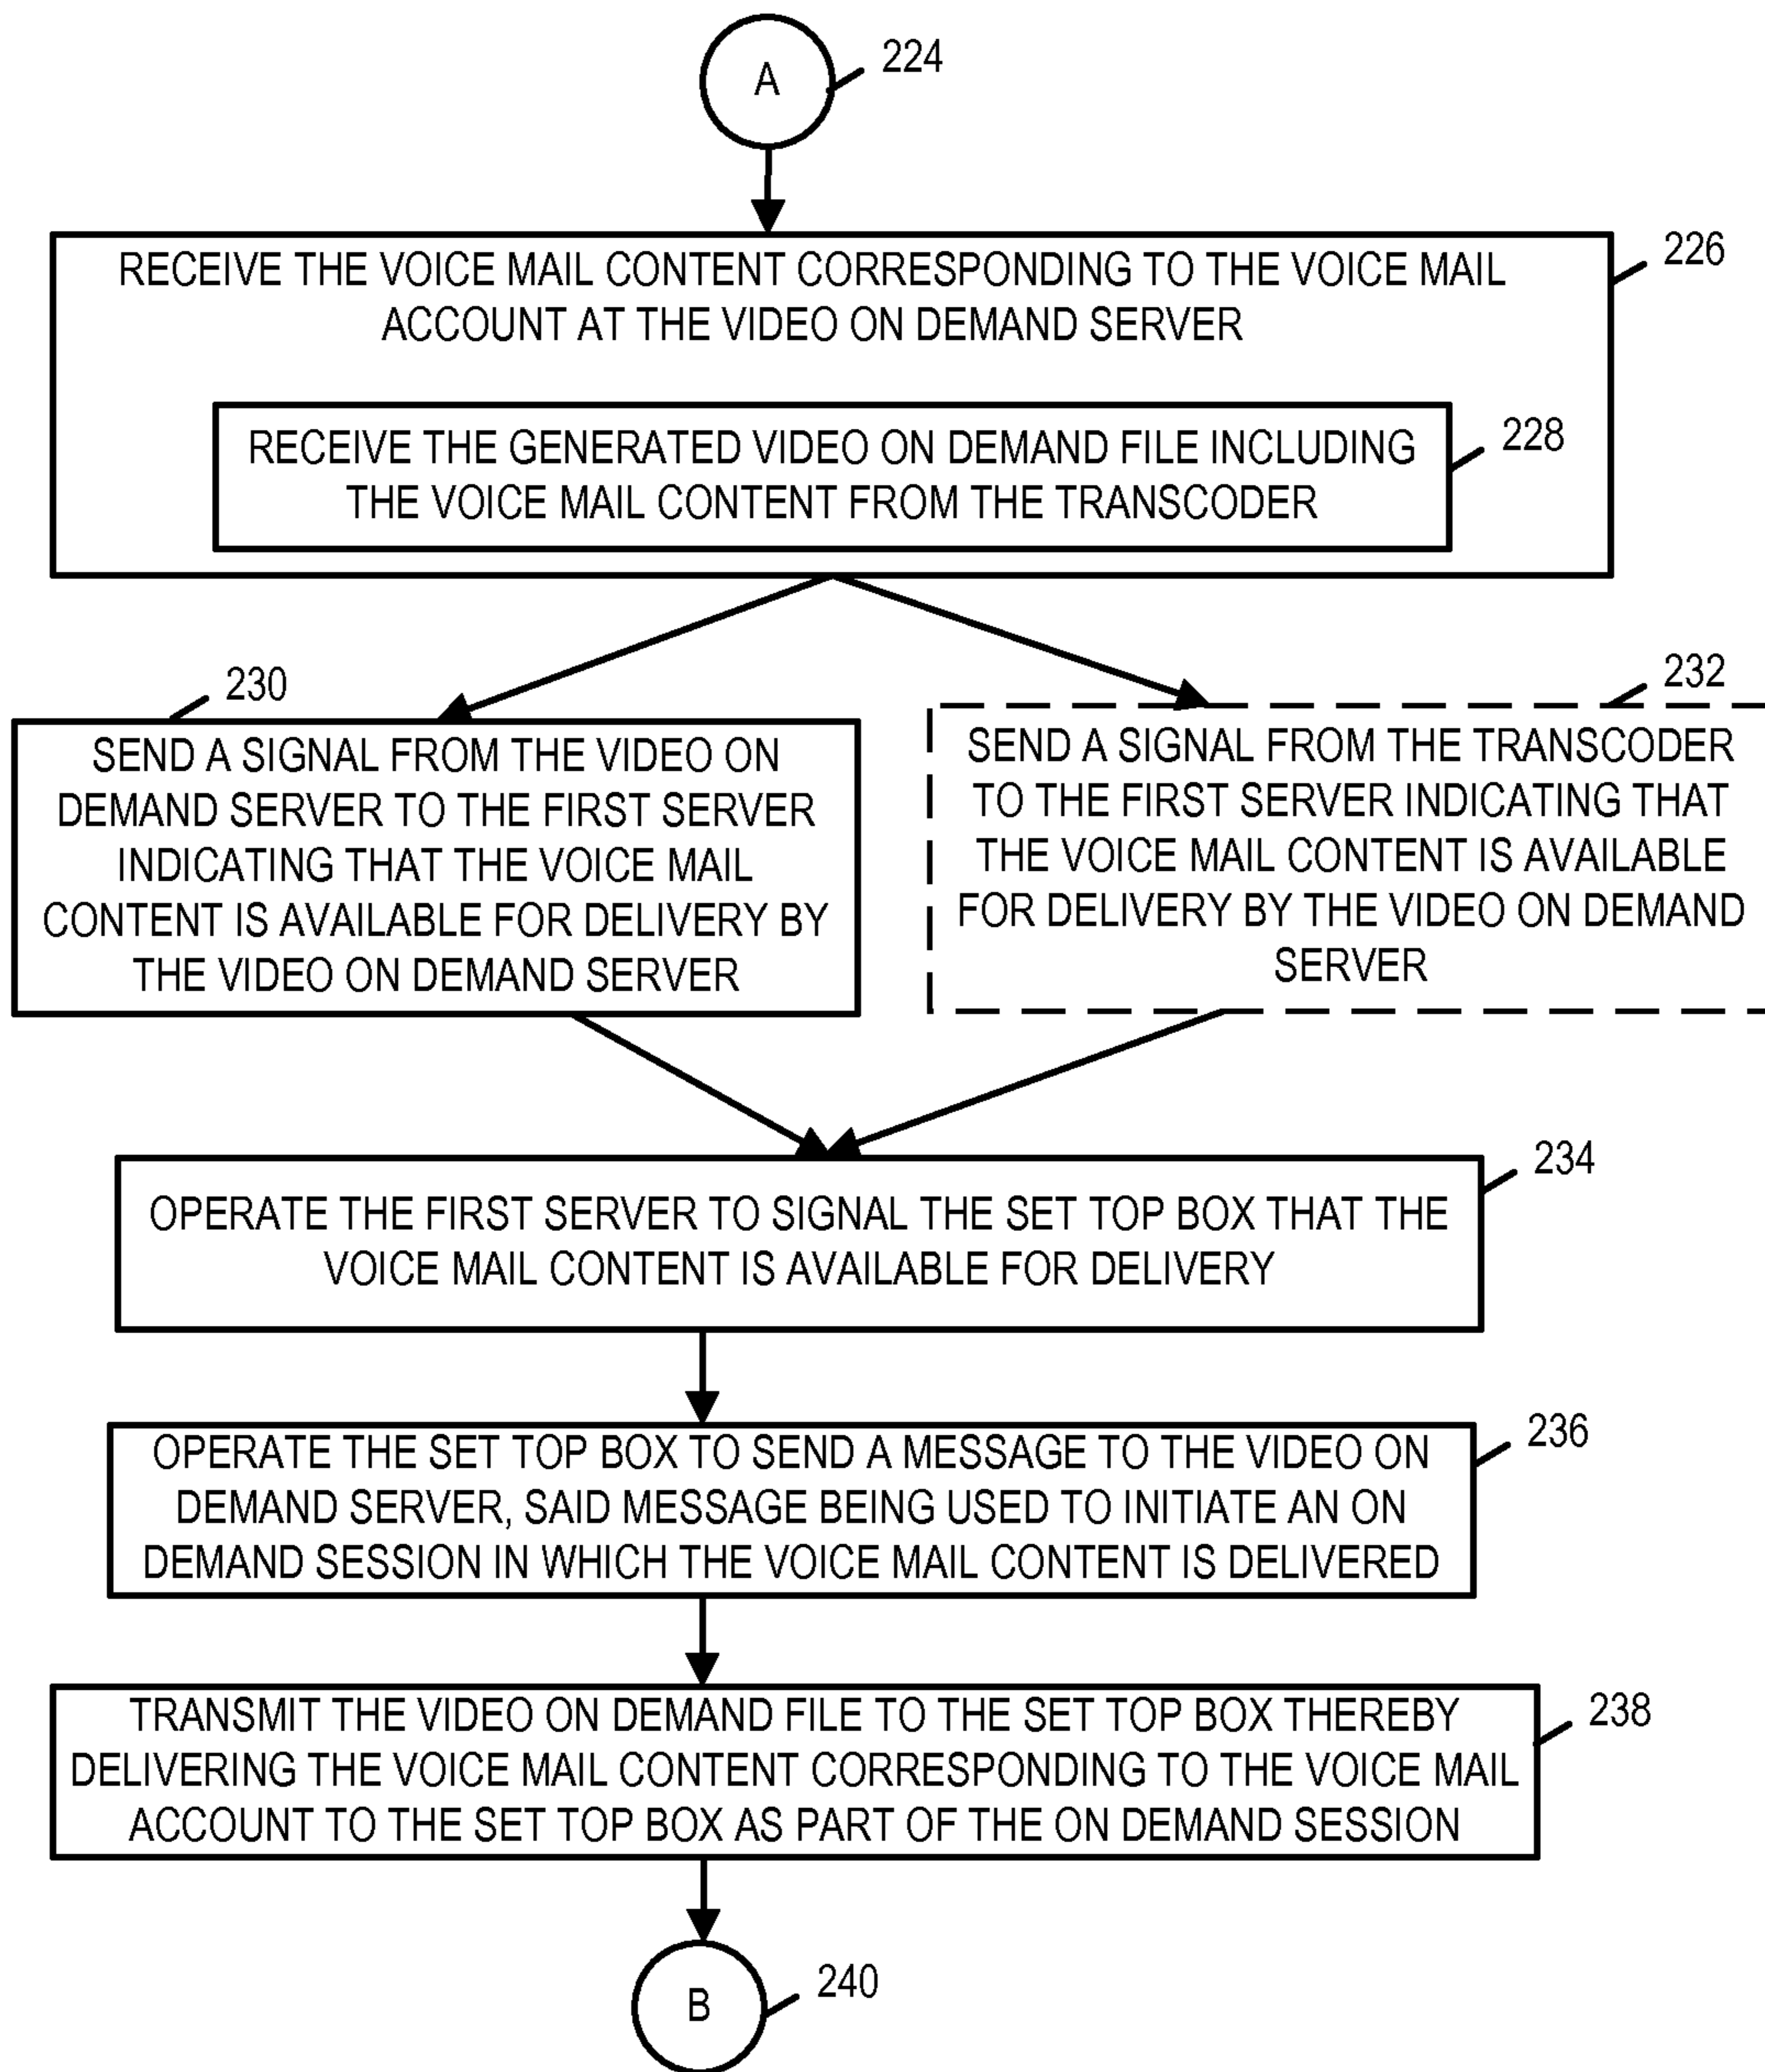 A
224
RECEIVE THE VOICE MAIL CONTENT CORRESPONDING TO THE VOICE MAIL
ACCOUNT AT THE VIDEO ON DEMAND SERVER
226
RECEIVE THE GENERATED VIDEO ON DEMAND FILE INCLUDING
THE VOICE MAIL CONTENT FROM THE TRANSCODER
228
230
SEND A SIGNAL FROM THE VIDEO ON
DEMAND SERVER TO THE FIRST SERVER
INDICATING THAT THE VOICE MAIL
CONTENT IS AVAILABLE FOR DELIVERY BY
THE VIDEO ON DEMAND SERVER
232
SEND A SIGNAL FROM THE TRANSCODER
TO THE FIRST SERVER INDICATING THAT
THE VOICE MAIL CONTENT IS AVAILABLE
FOR DELIVERY BY THE VIDEO ON DEMAND
SERVER
234
OPERATE THE FIRST SERVER TO SIGNAL THE SET TOP BOX THAT THE
VOICE MAIL CONTENT IS AVAILABLE FOR DELIVERY
236
OPERATE THE SET TOP BOX TO SEND A MESSAGE TO THE VIDEO ON
DEMAND SERVER, SAID MESSAGE BEING USED TO INITIATE AN ON
DEMAND SESSION IN WHICH THE VOICE MAIL CONTENT IS DELIVERED
238
TRANSMIT THE VIDEO ON DEMAND FILE TO THE SET TOP BOX THEREBY
DELIVERING THE VOICE MAIL CONTENT CORRESPONDING TO THE VOICE MAIL
ACCOUNT TO THE SET TOP BOX AS PART OF THE ON DEMAND SESSION
B
240